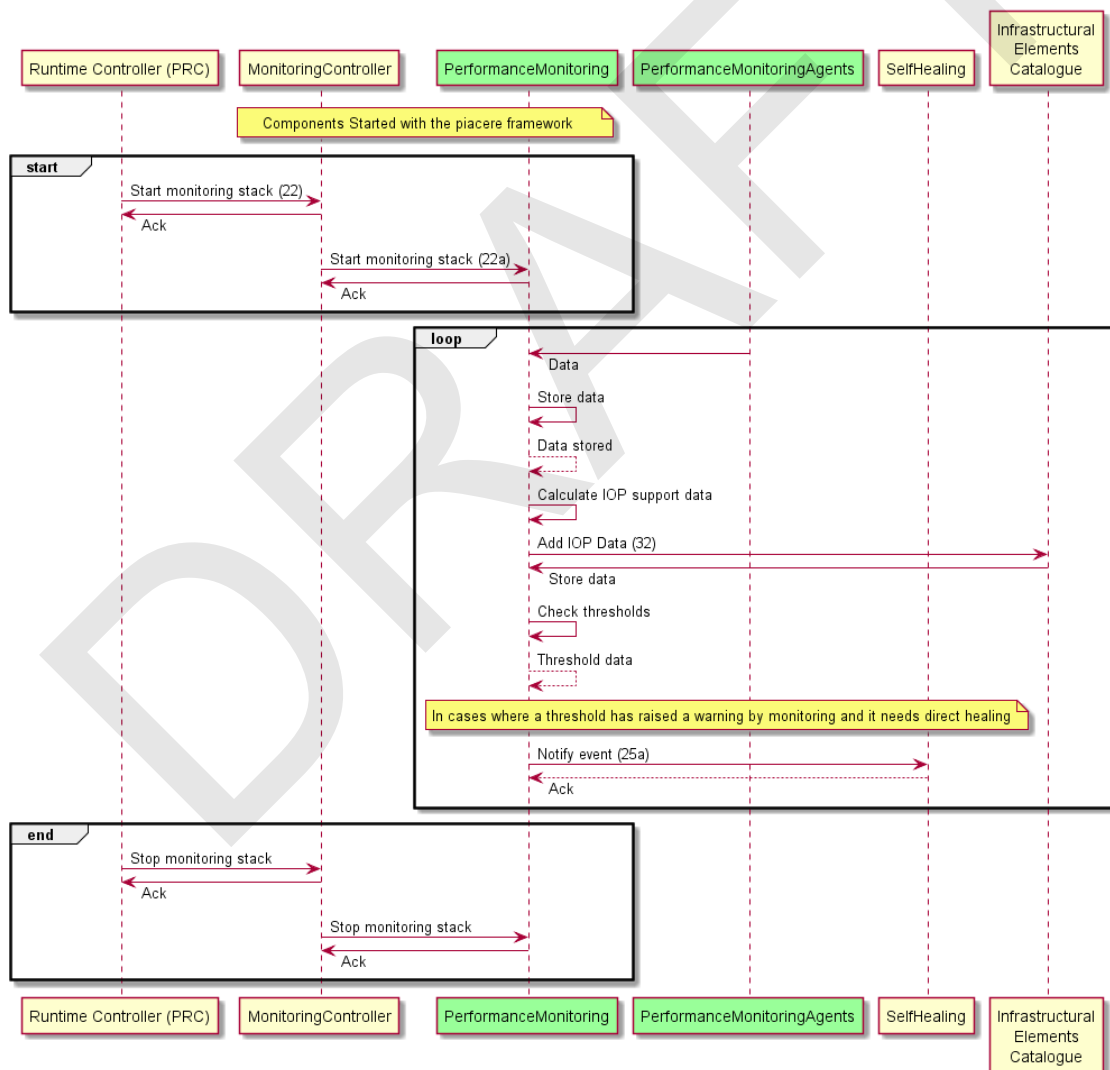 Infrastructural
Elements
Catalogue
Runtime Controller (PRC)
MonitoringController
PerformanceMonitoring
PerformanceMonitoringAgents
SelfHealing
Components Started with the piacere framework
start
Start monitoring stack (22)
Ack
Start monitoring stack (22a)
Ack
loop
Data
Store data
Data stored
Calculate IOP support data
Add IOP Data (32)
Store data
Check thresholds
Threshold data
In cases where a threshold has raised a warning by monitoring and it needs direct healing
Notify event (25a)
Ack
end
Stop monitoring stack
Ack
Stop monitoring stack
Ack
Runtime Controller (PRC)
MonitoringController
PerformanceMonitoring
PerformanceMonitoringAgents
SelfHealing
Infrastructural
Elements
Catalogue
DRAF